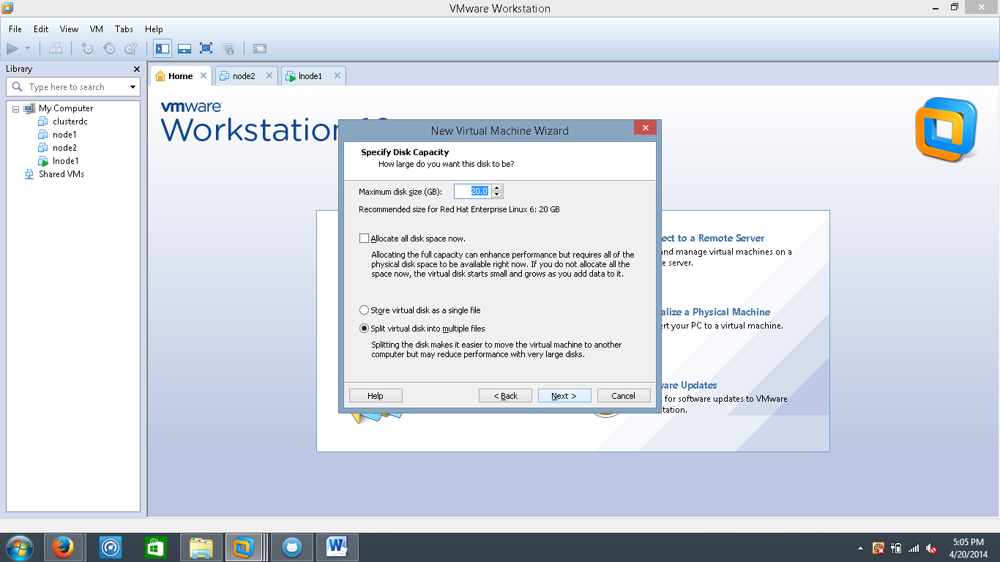 VMware Workstation
File Edit View VM Tabs Help
Library
Type here to search
My Computer
clusterdc
node1
node2
lnode1
Shared VMs
Home
node2
lnode1
vmware
Workstation
New Virtual Machine Wizard
Specify Disk Capacity
How large do you want this disk to be?
Maximum disk size (GB): 20.0
Recommended size for Red Hat Enterprise Linux 6: 20 GB
Allocate all disk space now.
Allocating the full capacity can enhance performance but requires all of the
physical disk space to be available right now. If you do not allocate all the
space now, the virtual disk starts small and grows as you add data to it.
Store virtual disk as a single file
Split virtual disk into multiple files
Splitting the disk makes it easier to move the virtual machine to another
computer but may reduce performance with very large disks.
Help < Back Next > Cancel
ect to a Remote Server
and manage virtual machines on a
e server.
alize a Physical Machine
ert your PC to a virtual machine.
ware Updates
for software updates to VMware
tation.
5:05 PM
4/20/2014